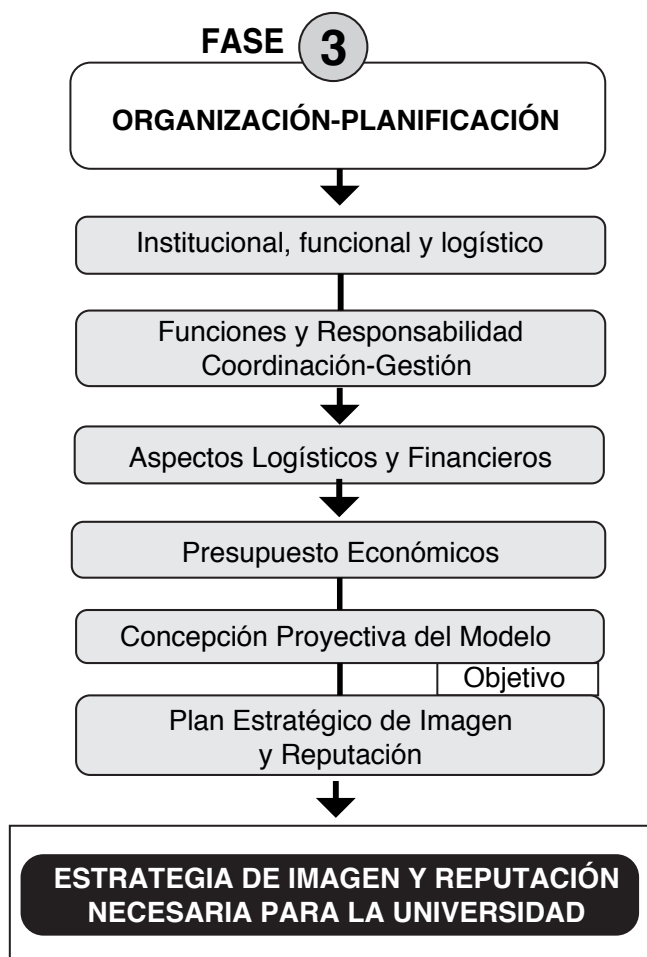 FASE 3
ORGANIZACIÓN-PLANIFICACIÓN
Institucional, funcional y logístico
Funciones y Responsabilidad
Coordinación-Gestión
Aspectos Logísticos y Financieros
Presupuesto Económicos
Concepción Proyectiva del Modelo
Objetivo
Plan Estratégico de Imagen
y Reputación
ESTRATEGIA DE IMAGEN Y REPUTACIÓN
NECESARIA PARA LA UNIVERSIDAD